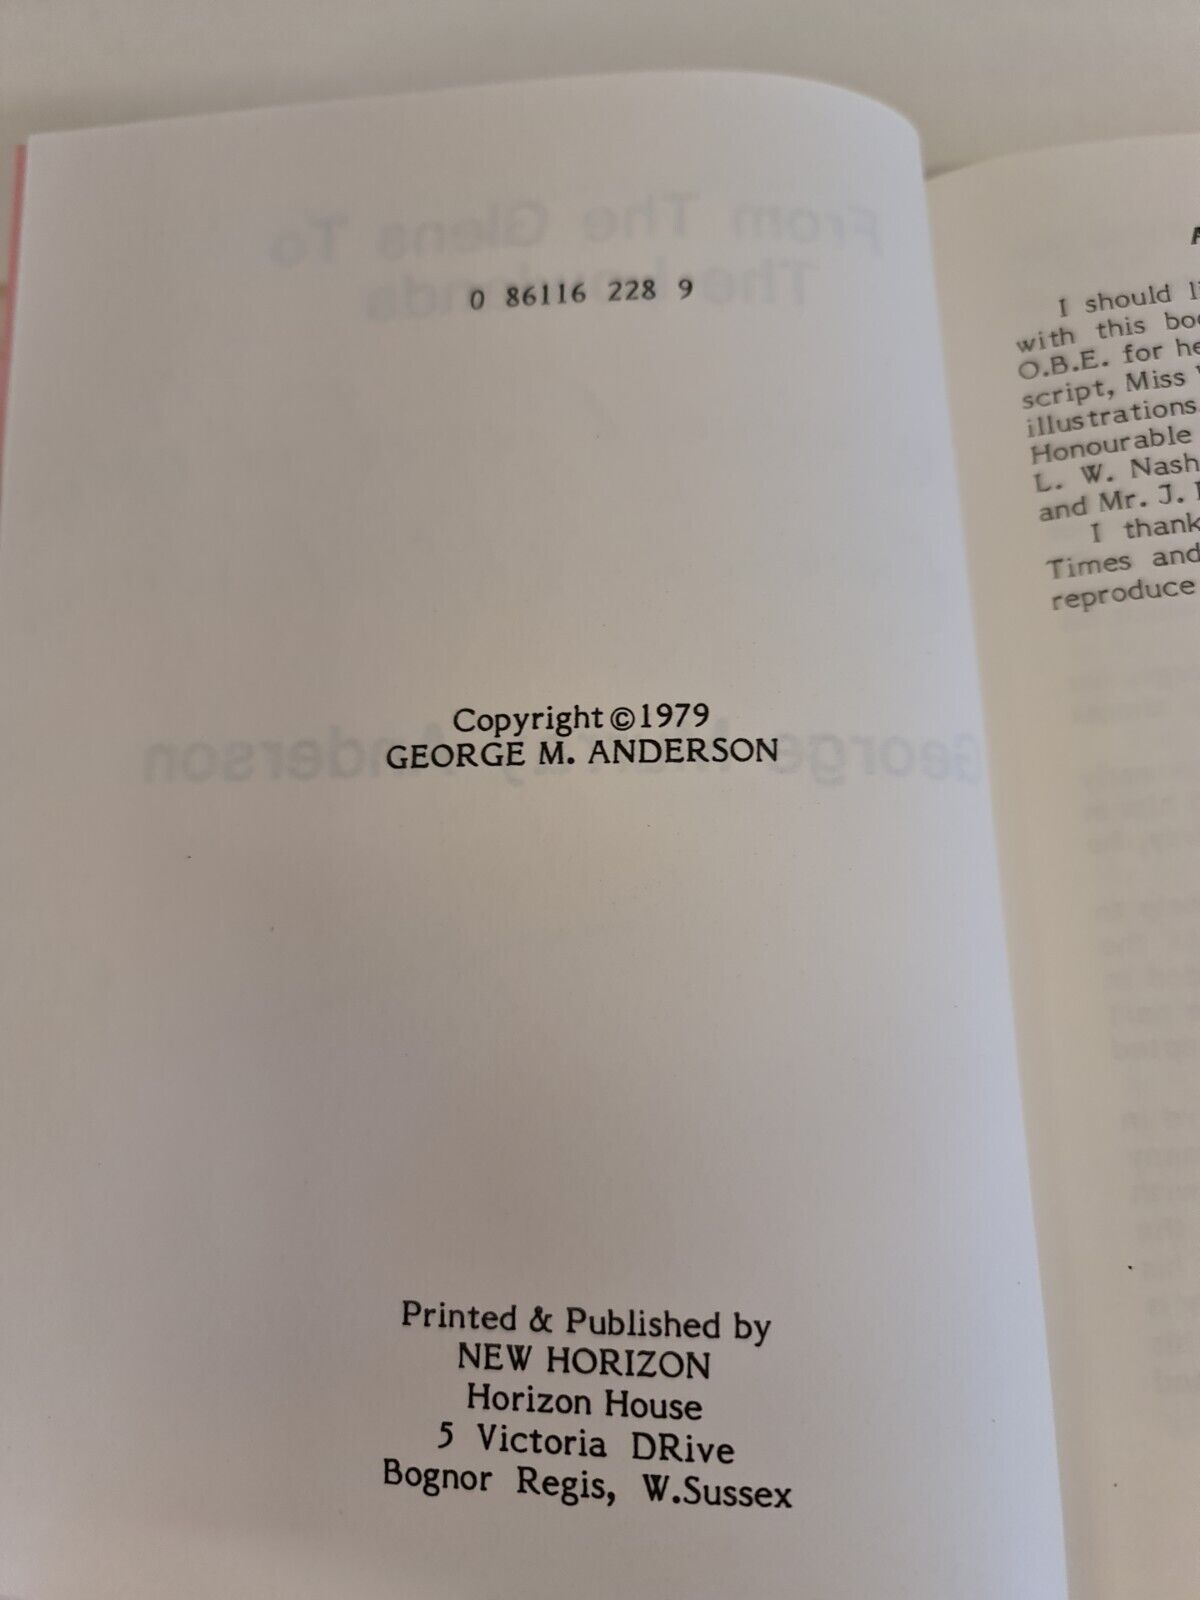 0 86116 228 9
Copyright © 1979
GEORGE M. ANDERSON
Printed & Published by
NEW HORIZON
Horizon House
5 Victoria DRive
Bognor Regis, W.Sussex
I should
with this
O.B.E. for
script, Miss
illustrations
Honourable
L. W. Nash
and Mr. J.
I thank
Times and
reproduce